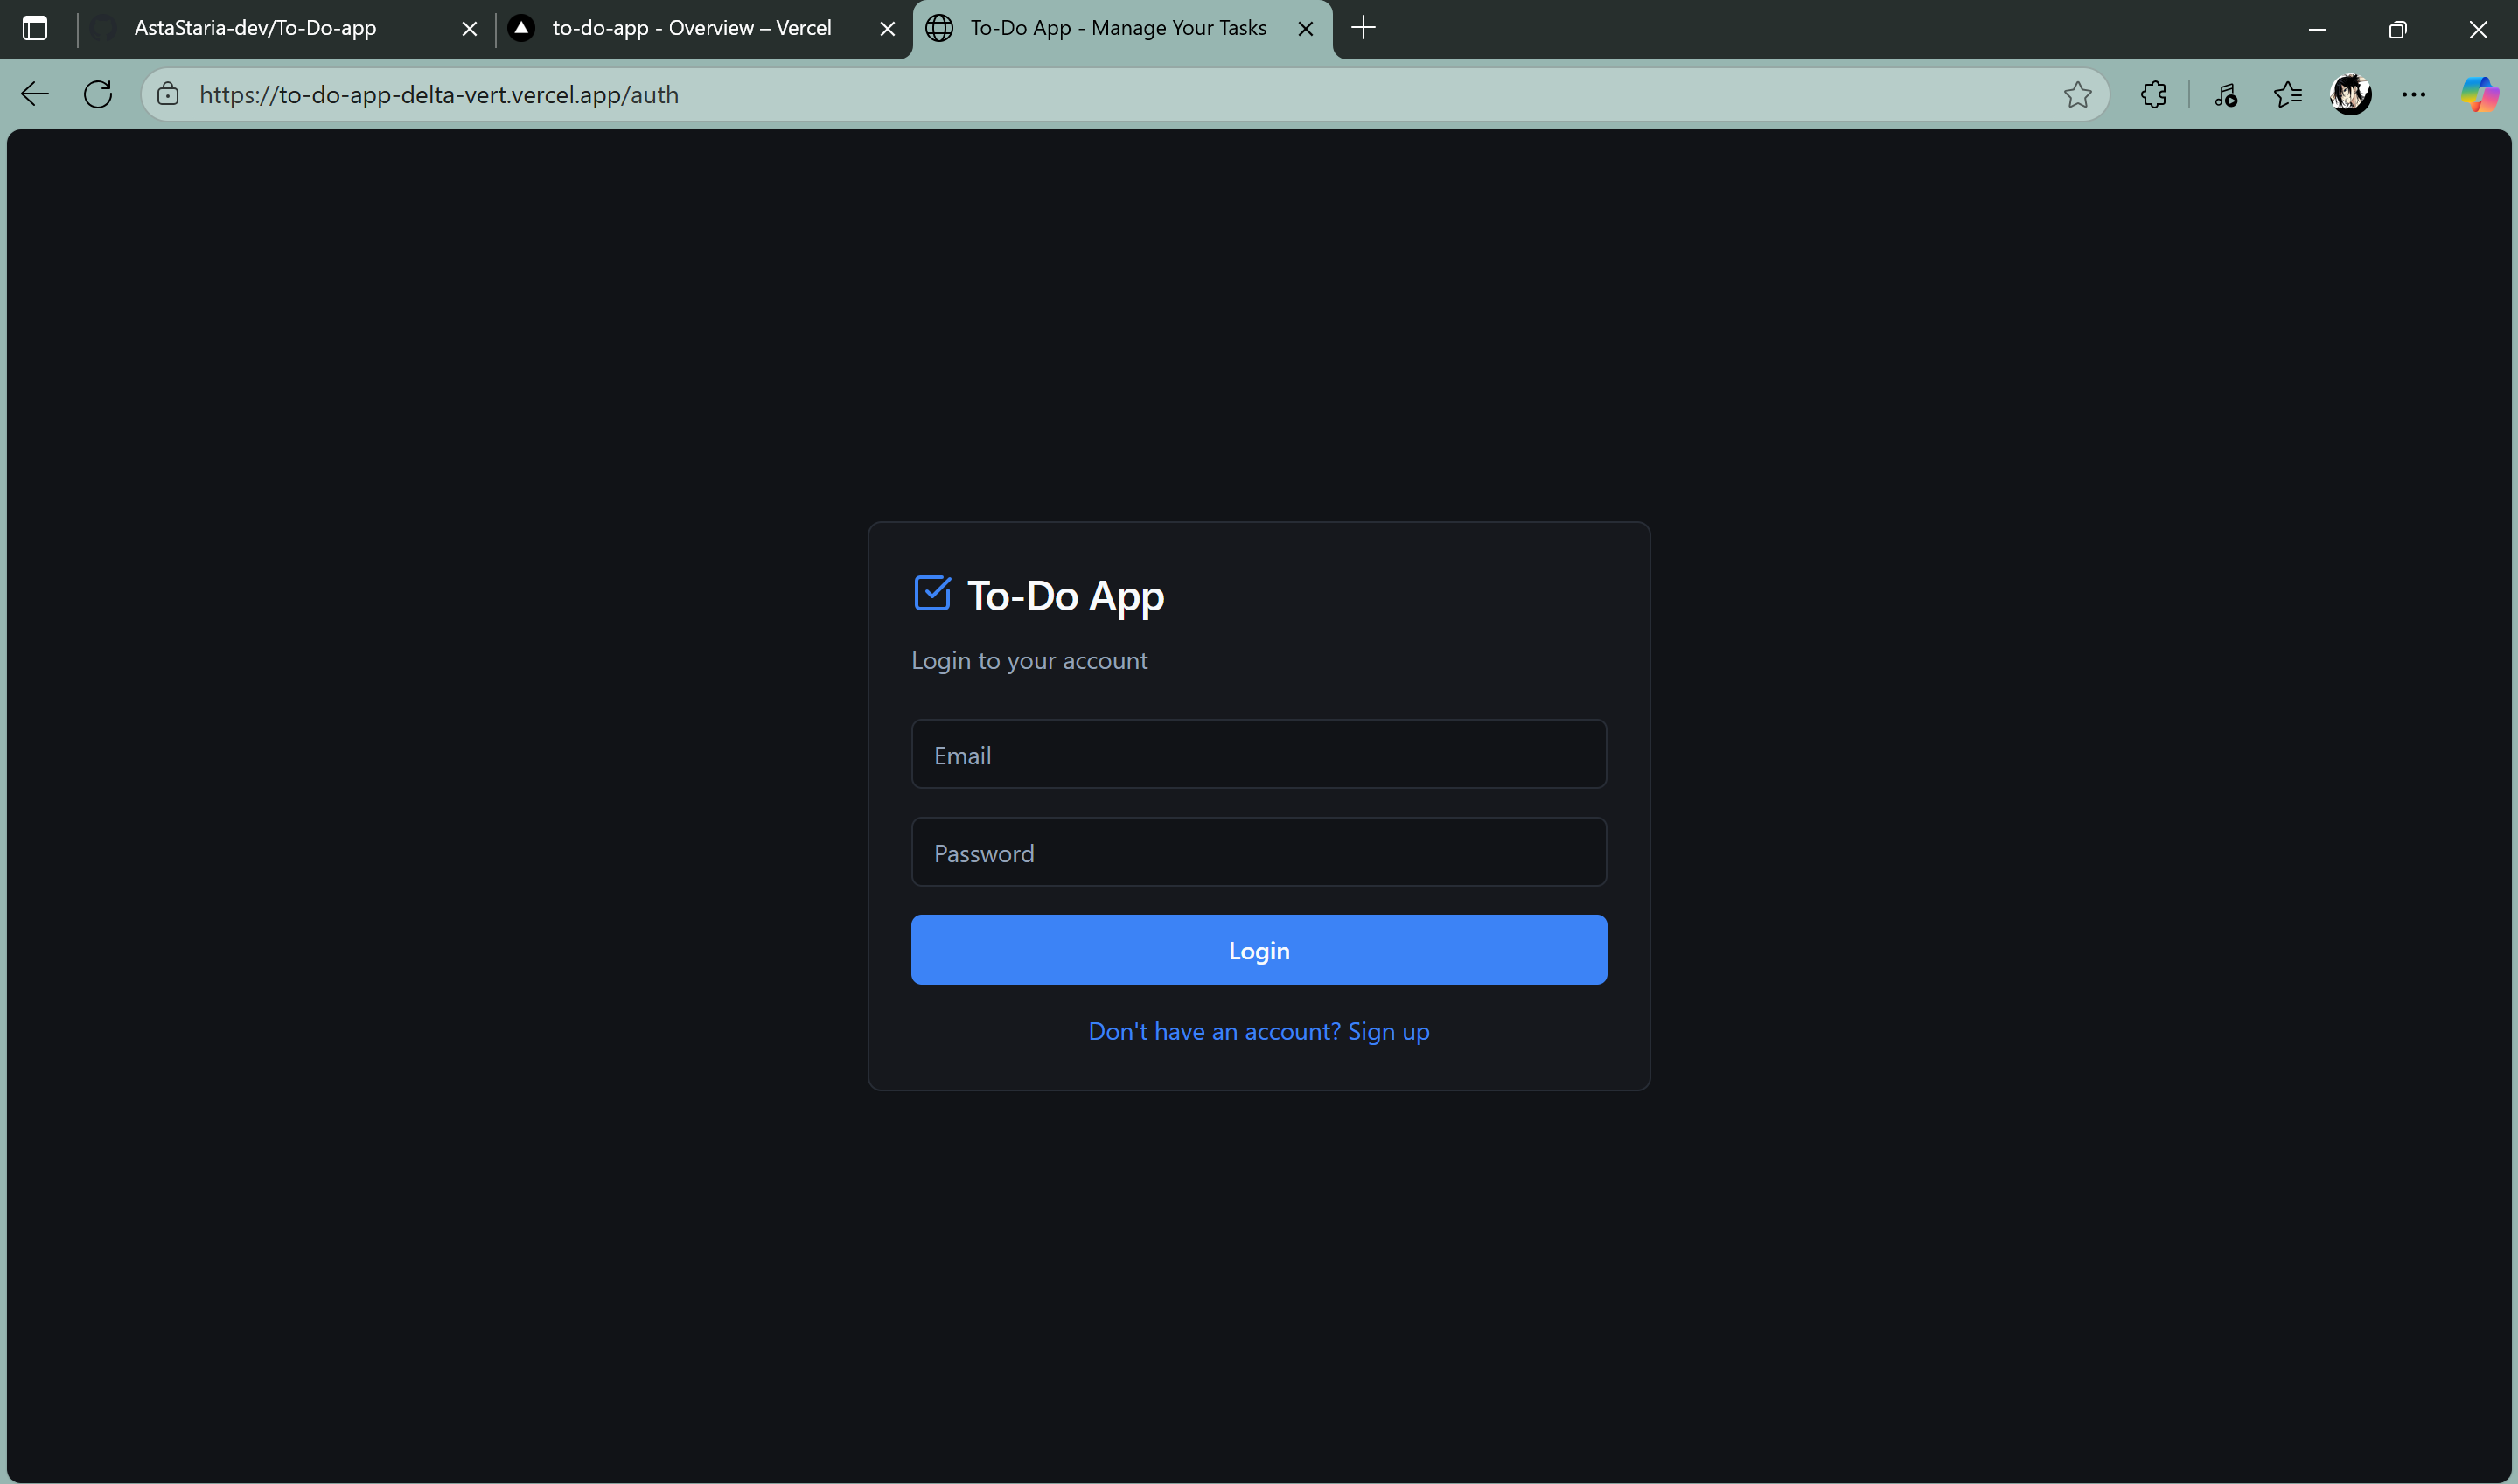 AstaStaria-dev/To-Do-app
to-do-app - Overview – Vercel
To-Do App - Manage Your Tasks
https://to-do-app-delta-vert.vercel.app/auth
To-Do App
Login to your account
Email
Password
Login
Don't have an account? Sign up